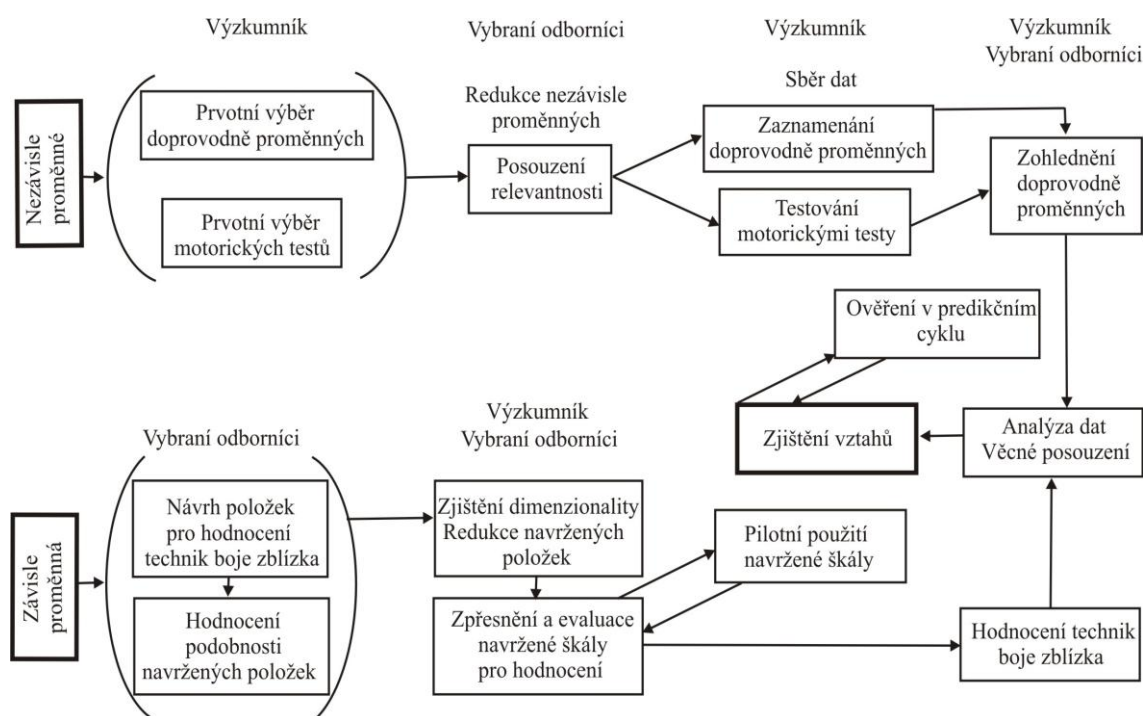 Výzkumník
Vybraní odborníci
Výzkumník
Výzkumník
Vybraní odborníci
Nezávisle
proměnné
Prvotní výběr
doprovodně proměnných
Prvotní výběr
motorických testů
Redukce nezávisle
proměnných
Posouzení
relevantnosti
Sběr dat
Zaznamenání
doprovodně proměnných
Testování
motorickými testy
Zohlednění
doprovodně
proměnných
Ověření v predikčním
cyklu
Zjištění vztahů
Analýza dat
Věcné posouzení
Vybraní odborníci
Výzkumník
Vybraní odborníci
Závisle
proměnná
Návrh položek
pro hodnocení
technik boje zblízka
Hodnocení
podobnosti
navržených položek
Zjištění dimenzionality
Redukce navržených
položek
Zpřesnění a evaluace
navržené škály
pro hodnocení
Pilotní použití
navržené škály
Hodnocení technik
boje zblízka